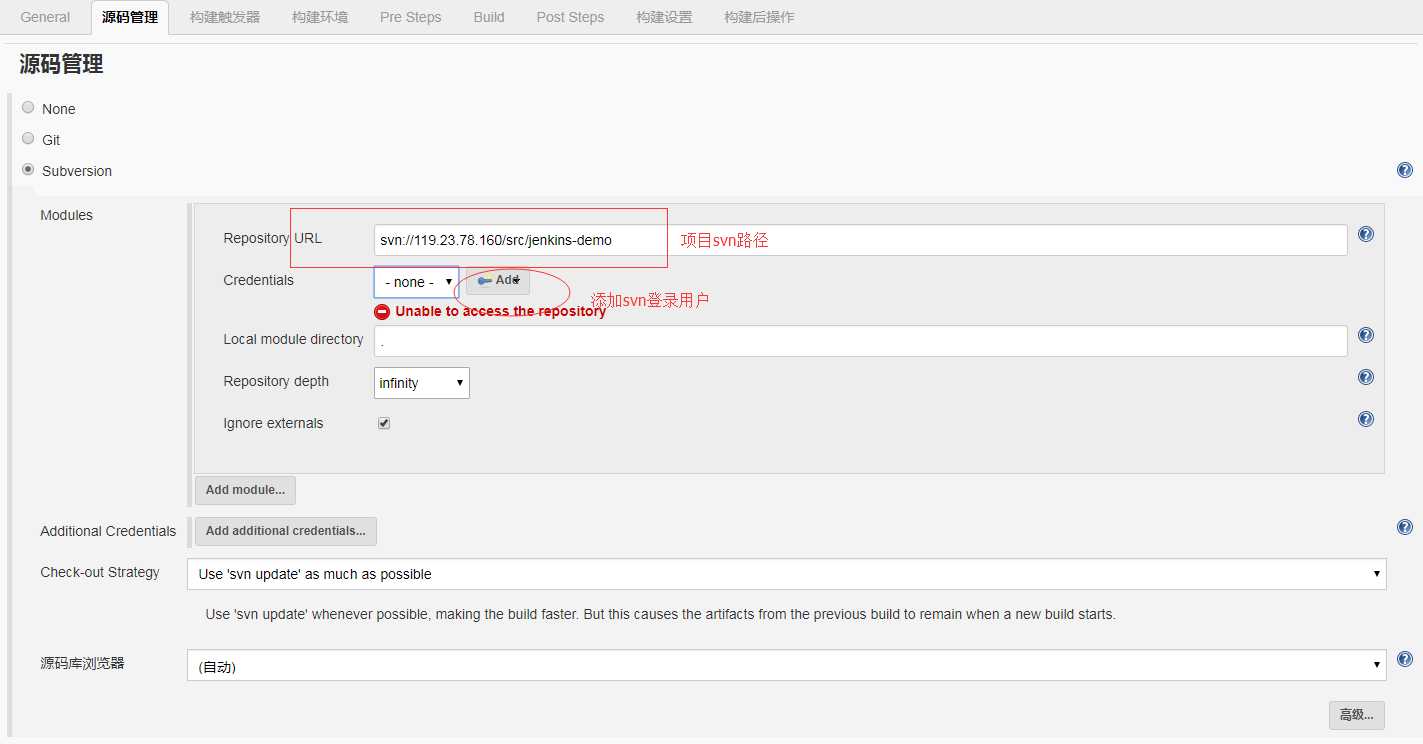 General 源码管理 构建触发器 构建环境 Pre Steps Build Post Steps 构建设置 构建后操作
源码管理
None
Git
Subversion
Modules
Repository URL svn://119.23.78.160/src/jenkins-demo 项目svn路径
Credentials - none - Add
添加svn登录用户
Unable to access the repository
Local module directory .
Repository depth infinity
Ignore externals
Add module...
Additional Credentials Add additional credentials...
Check-out Strategy Use 'svn update' as much as possible
Use 'svn update' whenever possible, making the build faster. But this causes the artifacts from the previous build to remain when a new build starts.
源码库浏览器 (自动)
高级...